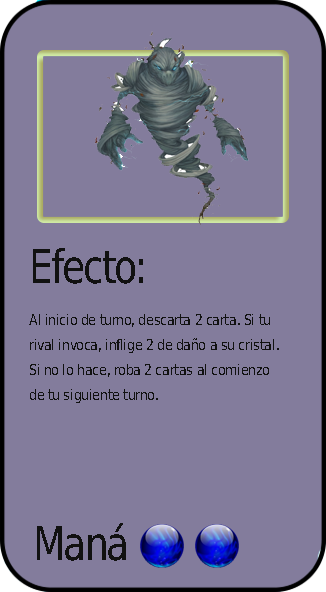 Efecto:
Al inicio de turno, descarta 2 carta. Si tu
rival invoca, inflige 2 de daño a su cristal.
Si no lo hace, roba 2 cartas al comienzo
de tu siguiente turno.
Maná